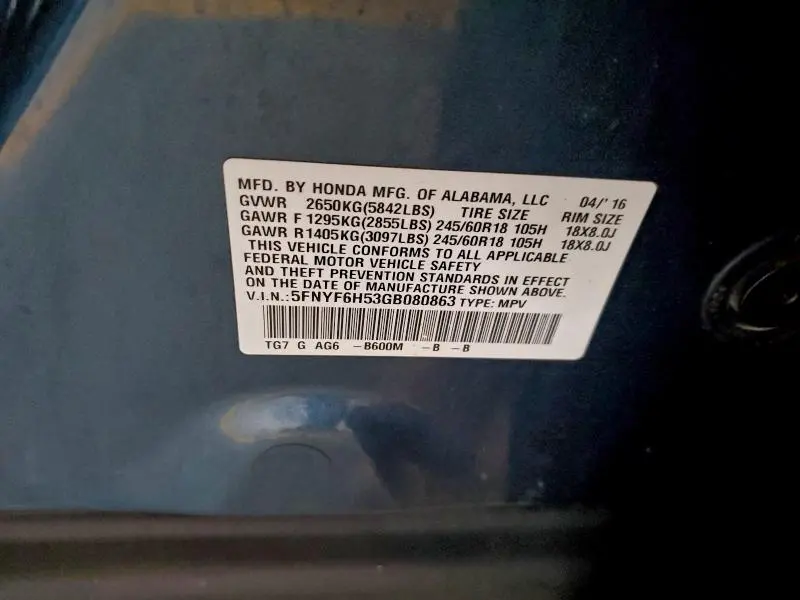 MFD. BY HONDA MFG. OF ALABAMA, LLC 04/'16
GVWR 2650KG(5842LBS) TIRE SIZE RIM SIZE
GAWR F 1295KG(2855LBS) 245/60R18 105H 18X8.0J
GAWR R1405KG(3097LBS) 245/60R18 105H 18X8.0J
THIS VEHICLE CONFORMS TO ALL APPLICABLE
FEDERAL MOTOR VEHICLE SAFETY
AND THEFT PREVENTION STANDARDS IN EFFECT
ON THE DATE OF MANUFACTURE SHOWN ABOVE.
V.I.N.:5FNYF6H53GB080863 TYPE: MPV
TG7 G AG6 -B600M -B -B